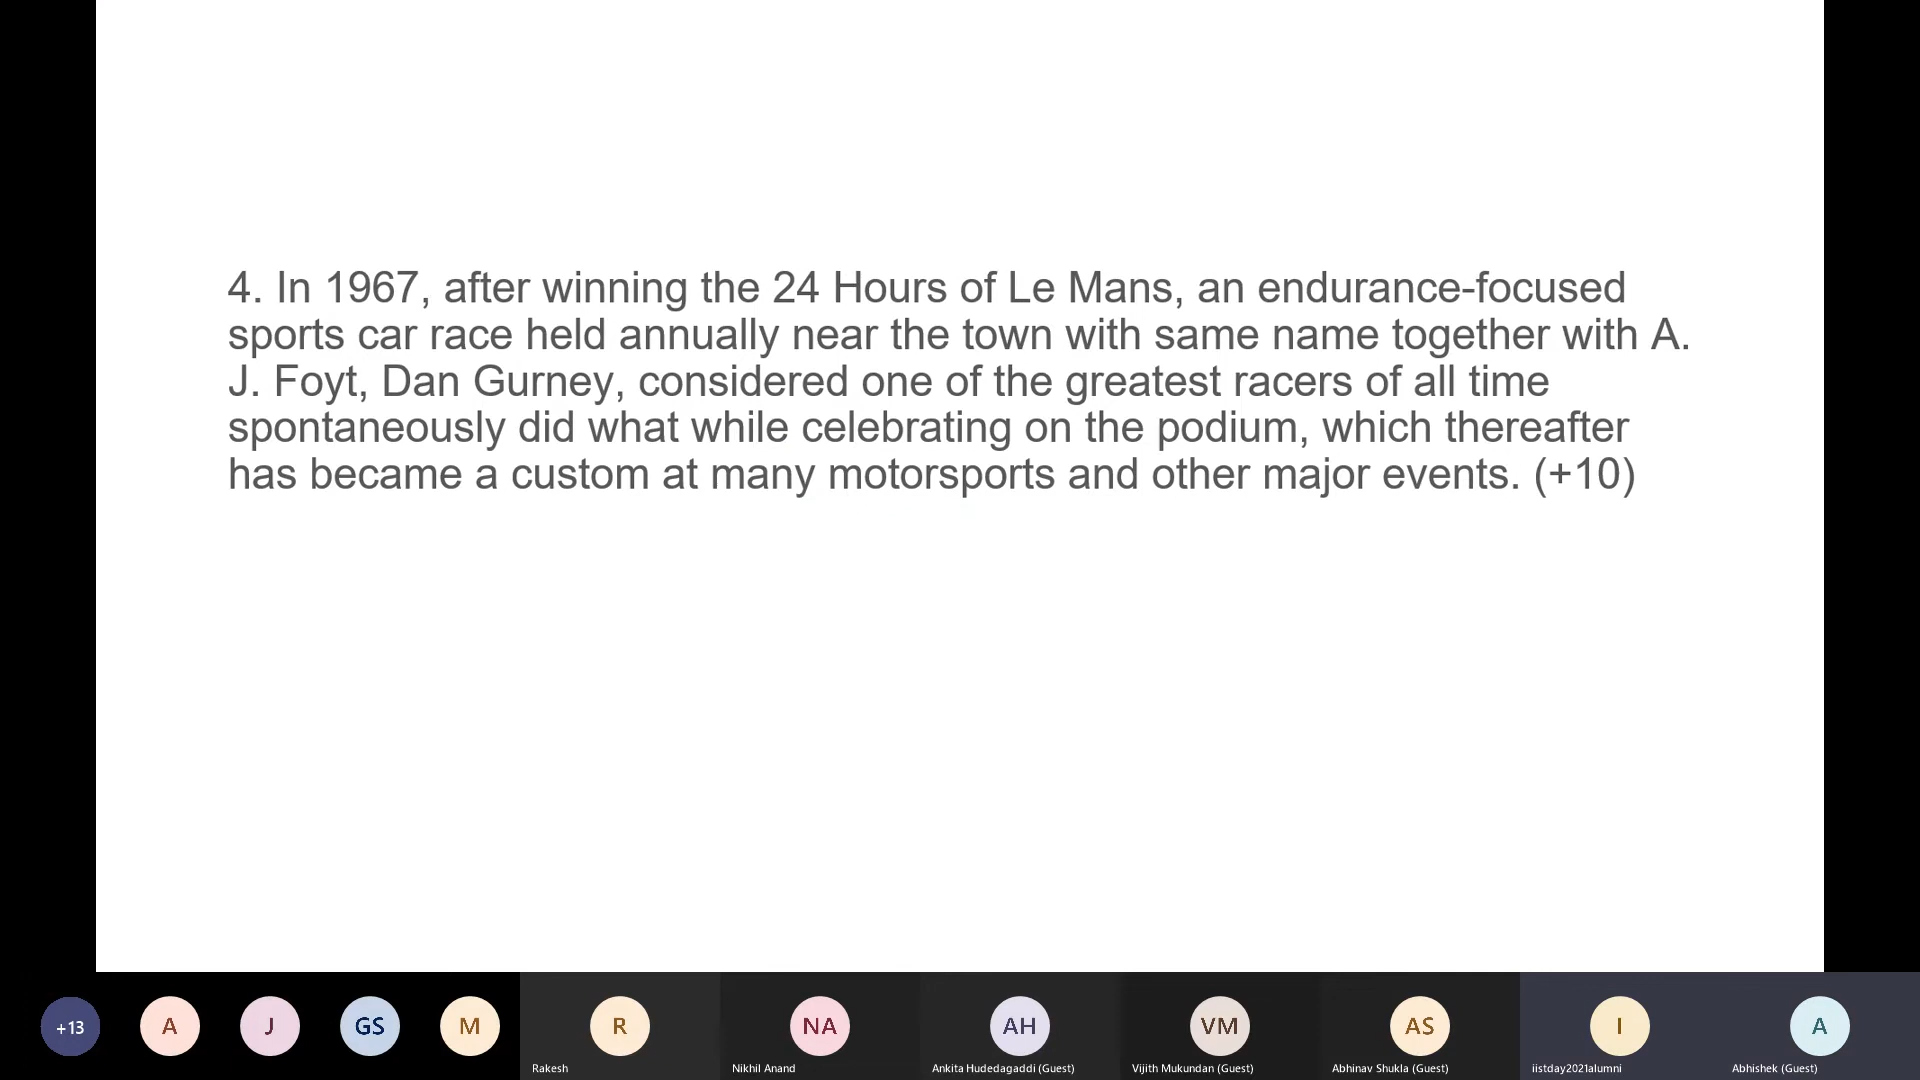 4. In 1967, after winning the 24 Hours of Le Mans, an endurance-focused
sports car race held annually near the town with same name together with A.
J. Foyt, Dan Gurney, considered one of the greatest racers of all time
spontaneously did what while celebrating on the podium, which thereafter
has became a custom at many motorsports and other major events. (+10)
+13
A
J
GS
M
R
NA
AH
VM
AS
I
A
Rakesh
Nikhil Anand
Ankita Hudedagaddi (Guest)
Vijith Mukundan (Guest)
Abhinav Shukla (Guest)
iistday2021alumni
Abhishek (Guest)